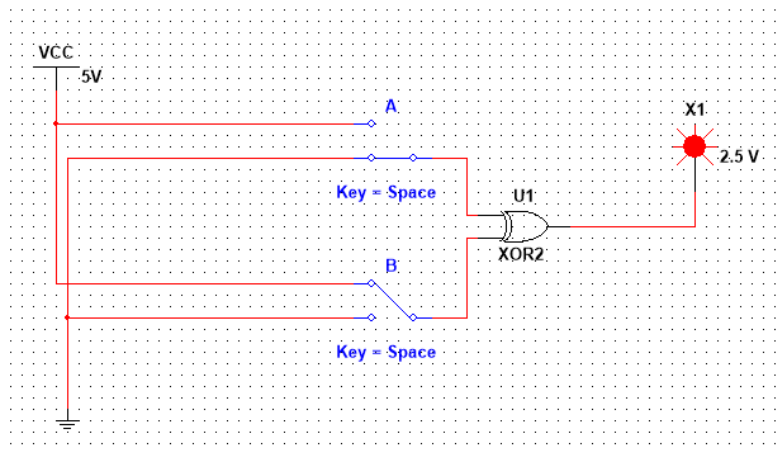 VCC
5V
A
X1
2.5 V
Key = Space
U1
XOR2
B
Key = Space